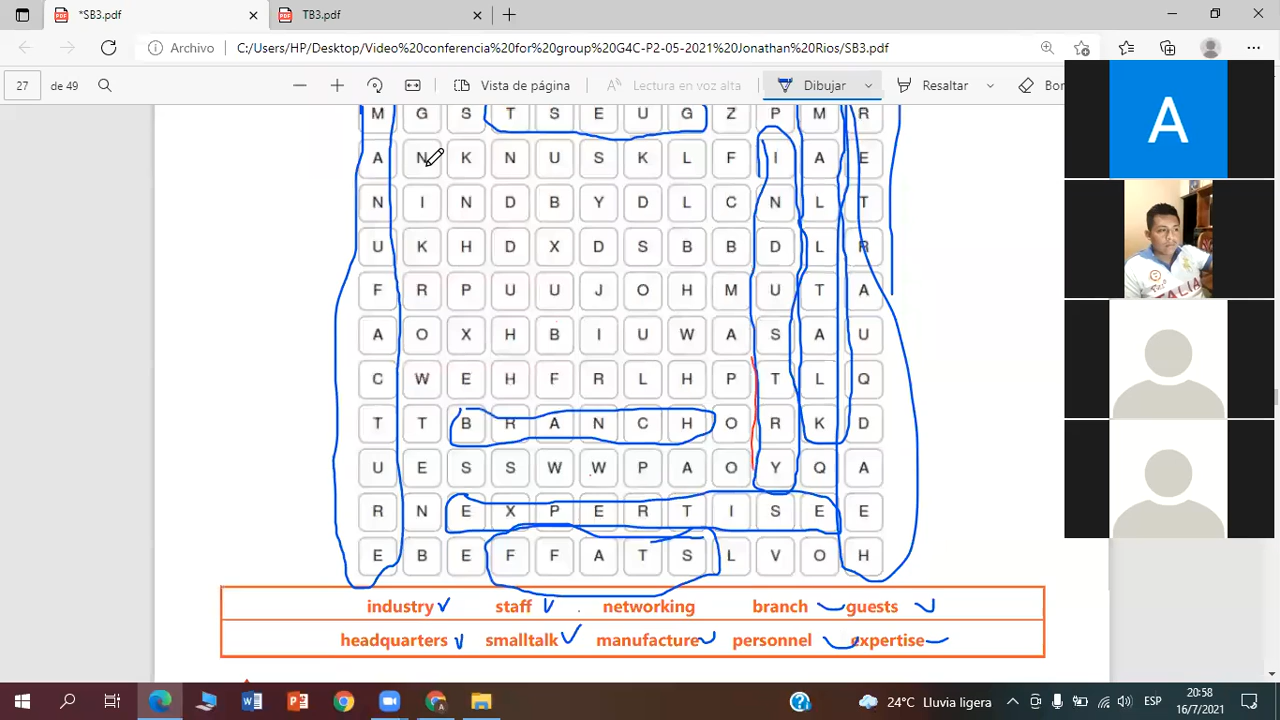 *SB3.pdf TB3.pdf
Archivo C:/Users/HP/Desktop/Video%20conferencia%20for%20group%20G4C-P2-05-2021%20Jonathan%20Rios/SB3.pdf
27 de 49 Vista de página Lectura en voz alta Dibujar Resaltar Bor
M G S T S E U G Z P M R
A N K N U S K L F I A E
N I N D B Y D L C N L T
U K H D X D S B B D L R
F R P U U J O H M U T A
A O X H B I U W A S A U
C W E H F R L H P T L Q
T T B R A N C H O R K D
U E S S W W P A O Y Q A
R N E X P E R T I S E E
E B E F F A T S L V O H
industry staff networking branch guests
headquarters smalltalk manufacture personnel expertise
A
ITALIA
24°C Lluvia ligera ESP 20:58
16/7/2021